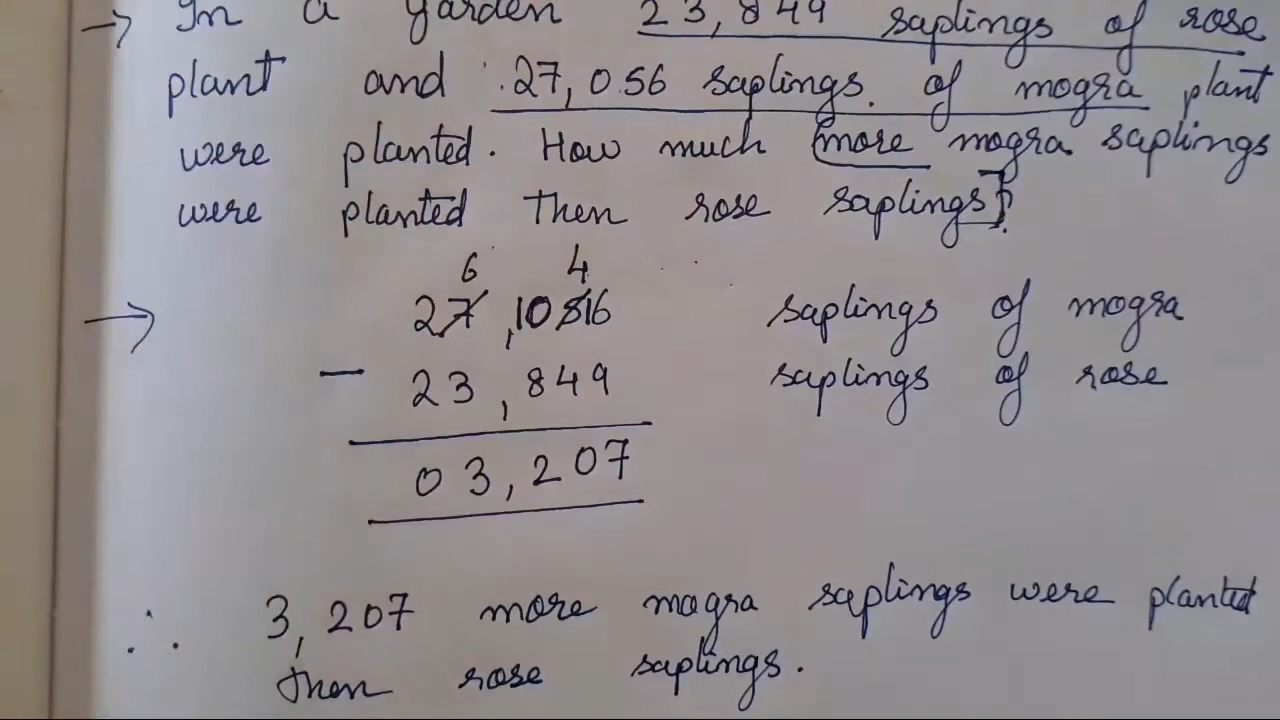 → In a garden 23,849 saplings of rose
plant and 27,056 saplings. of mogra plant
were planted. How much more mogra saplings
were planted then rose saplings?
6 4
→ 27,10516 saplings of mogra
− 23,849 saplings of rose
03,207
∴ 3,207 more mogra saplings were planted
then rose saplings.